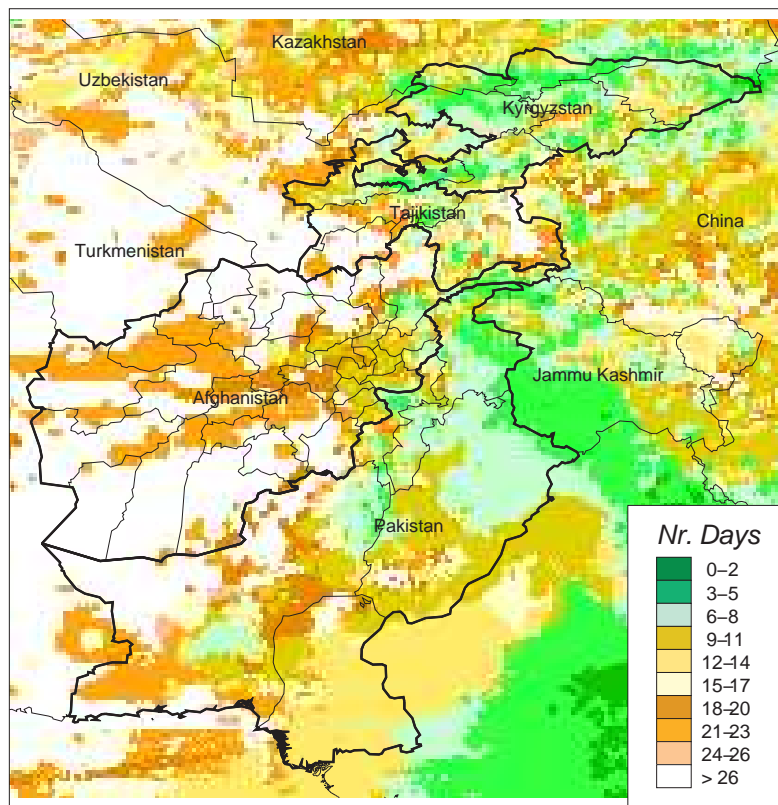 Kazakhstan
Uzbekistan
Kyrgyzstan
Tajikistan
China
Turkmenistan
Jammu Kashmir
Afghanistan
Pakistan
Nr. Days
0–2
3–5
6–8
9–11
12–14
15–17
18–20
21–23
24–26
> 26